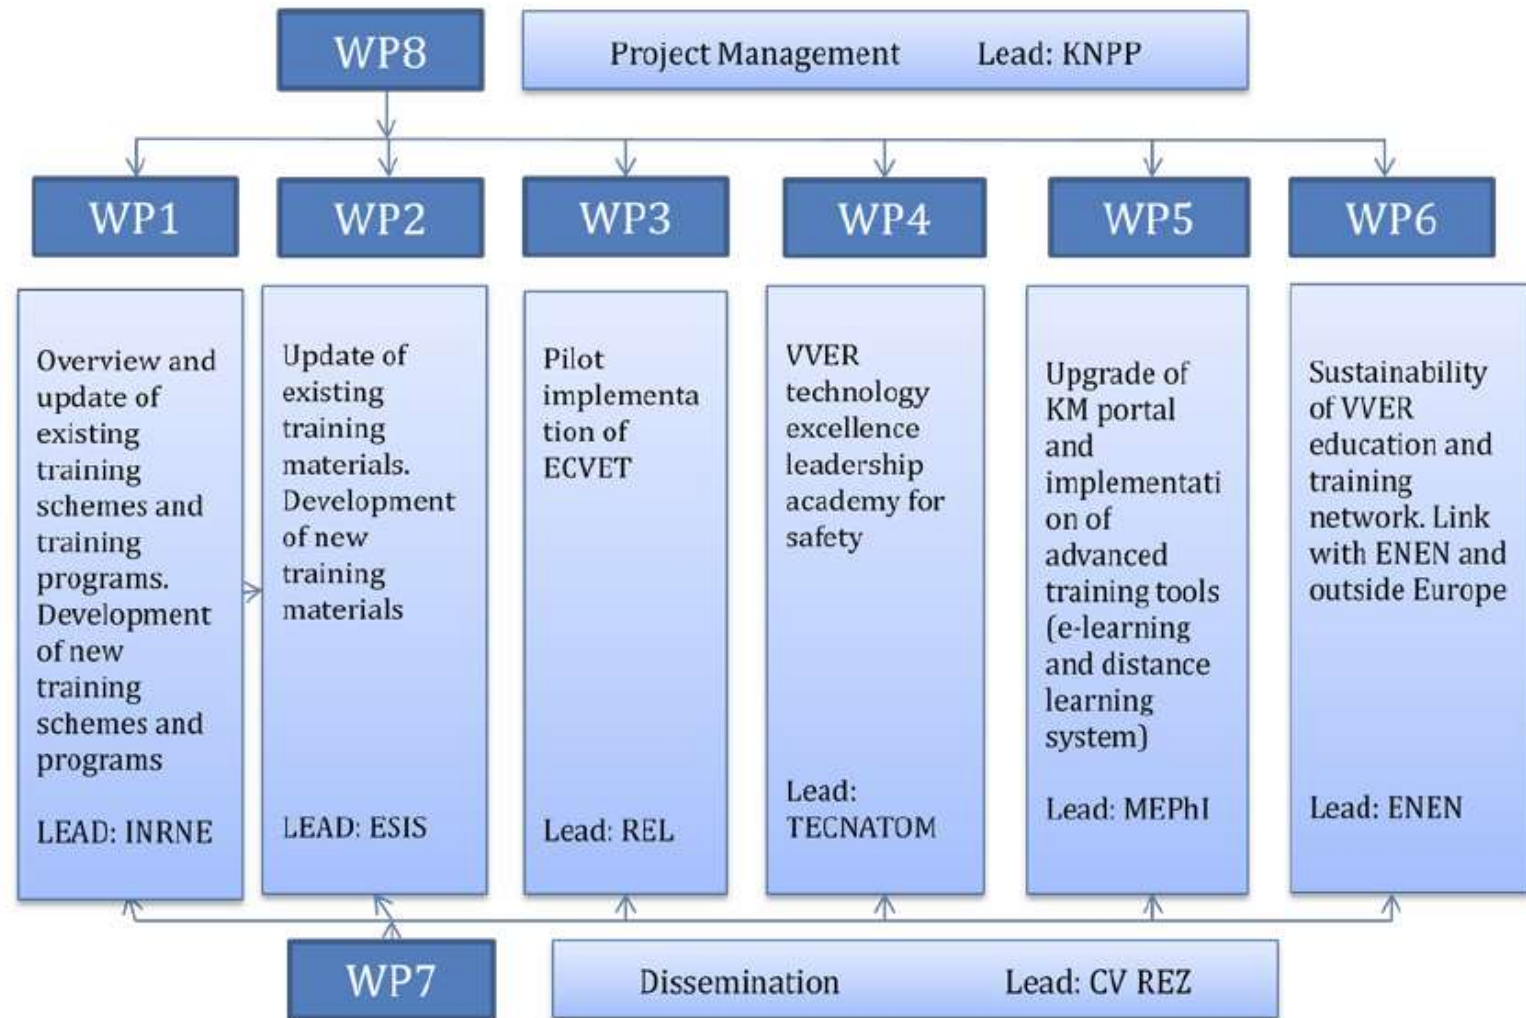 WP8
Project Management Lead: KNPP
WP1
WP2
WP3
WP4
WP5
WP6
Overview and
update of
existing
training
schemes and
training
programs.
Development
of new
training
schemes and
programs
LEAD: INRNE
Update of
existing
training
materials.
Development
of new
training
materials
LEAD: ESIS
Pilot
implementa
tion of
ECVET
Lead: REL
VVER
technology
excellence
leadership
academy for
safety
Lead:
TECNATOM
Upgrade of
KM portal
and
implementati
on of
advanced
training tools
(e-learning
and distance
learning
system)
Lead: MEPhI
Sustainability
of VVER
education and
training
network. Link
with ENEN and
outside Europe
Lead: ENEN
WP7
Dissemination Lead: CV REZ